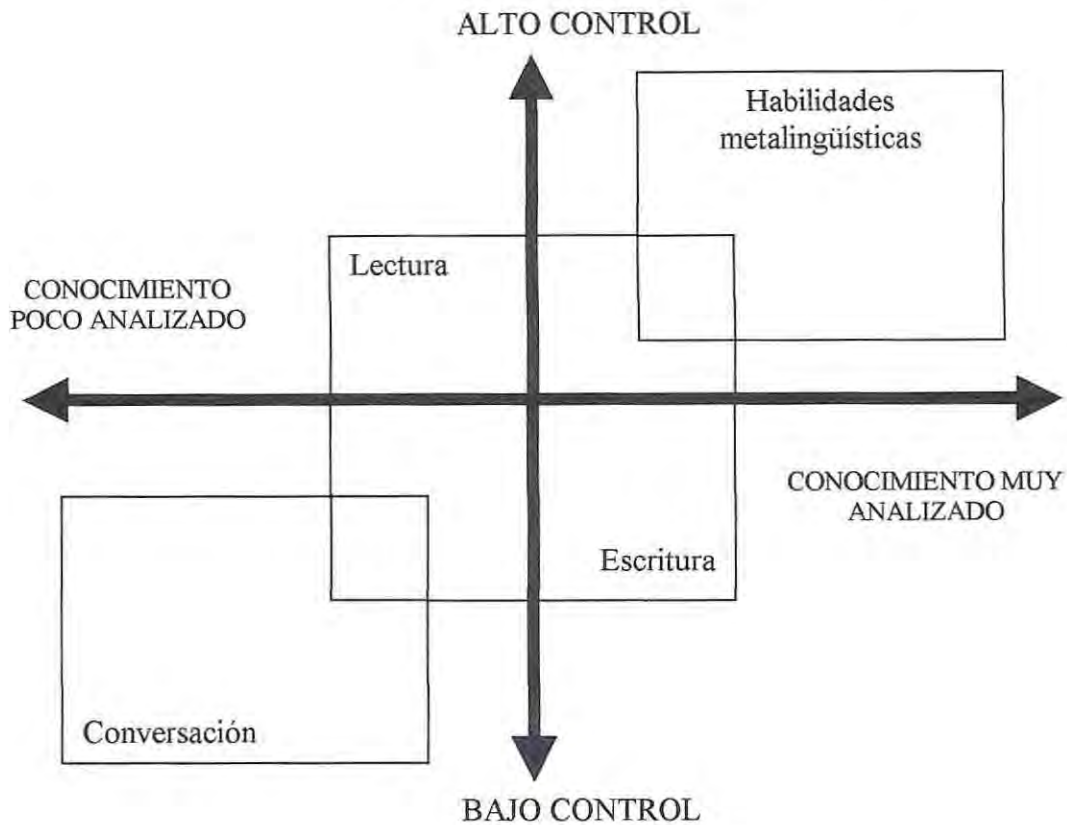 ALTO CONTROL
Habilidades
metalingüísticas
Lectura
CONOCIMIENTO
POCO ANALIZADO
CONOCIMIENTO MUY
ANALIZADO
Escritura
Conversación
BAJO CONTROL